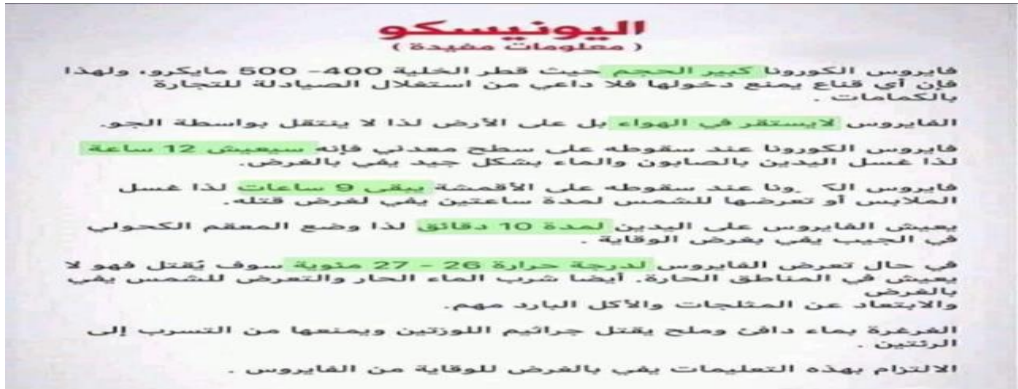 اليونيسكو
( معلومات مفيدة )
فايروس الكورونا كبير الحجم حيث قطر الخلية 400- 500 مايكرو، ولهذا
فإن أي قناع يمنع دخولها فلا داعي من استغلال الصيادلة للتجارة
بالكمامات .
الفايروس لايستقر في الهواء بل على الأرض لذا لا ينتقل بواسطة الجو.
فايروس الكورونا عند سقوطه على سطح معدني فإنه سيعيش 12 ساعة
لذا غسل اليدين بالصابون والماء بشكل جيد يفي بالغرض.
فايروس الك ونا عند سقوطه على الأقمشة يبقى 9 ساعات لذا غسل
الملابس أو تعرضها للشمس لمدة ساعتين يفي لغرض قتله.
يعيش الفايروس على اليدين لمدة 10 دقائق لذا وضع المعقم الكحولي
في الجيب يفي بغرض الوقاية .
في حال تعرض الفايروس لدرجة حرارة 26 - 27 مئوية سوف يُقتل فهو لا
يعيش في المناطق الحارة. أيضا شرب الماء الحار والتعرض للشمس يفي
بالغرض
والابتعاد عن المثلجات والأكل البارد مهم.
الغرغرة بماء دافئ وملح يقتل جراثيم اللوزتين ويمنعها من التسرب إلى
الرئتين .
الالتزام بهذه التعليمات يفي بالغرض للوقاية من الفايروس .